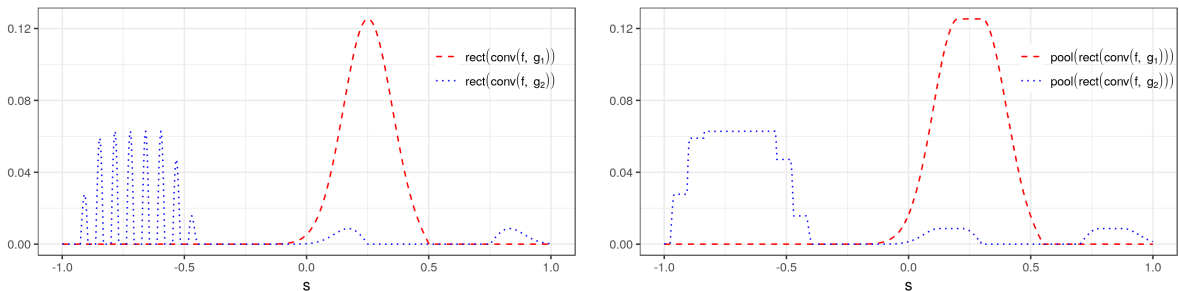 0.12
0.08
0.04
0.00
-1.0 -0.5 0.0 0.5 1.0
s
rect(conv(f, g₁))
rect(conv(f, g₂))
0.12
0.08
0.04
0.00
-1.0 -0.5 0.0 0.5 1.0
s
pool(rect(conv(f, g₁)))
pool(rect(conv(f, g₂)))